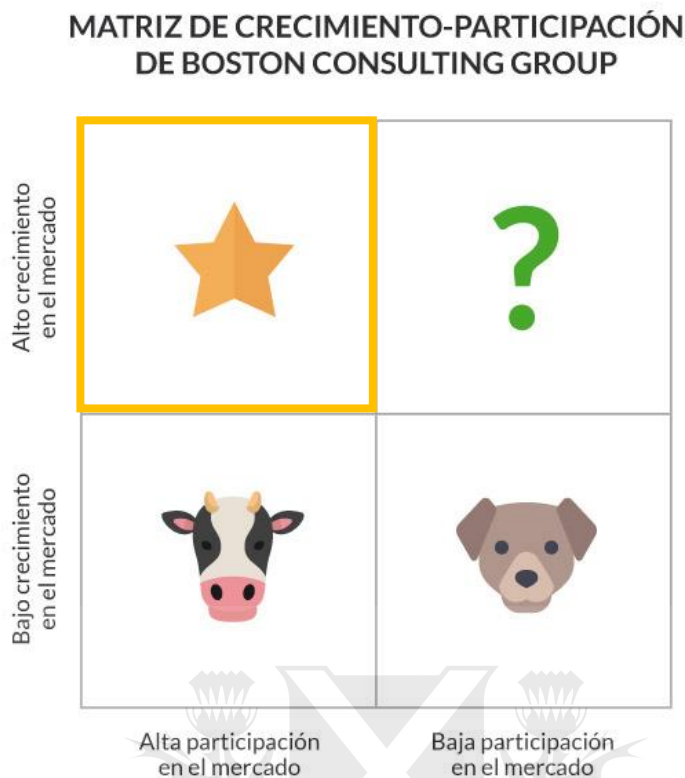 MATRIZ DE CRECIMIENTO-PARTICIPACIÓN
DE BOSTON CONSULTING GROUP
Alto crecimiento
en el mercado
?
Bajo crecimiento
en el mercado
Alta participación
en el mercado
Baja participación
en el mercado